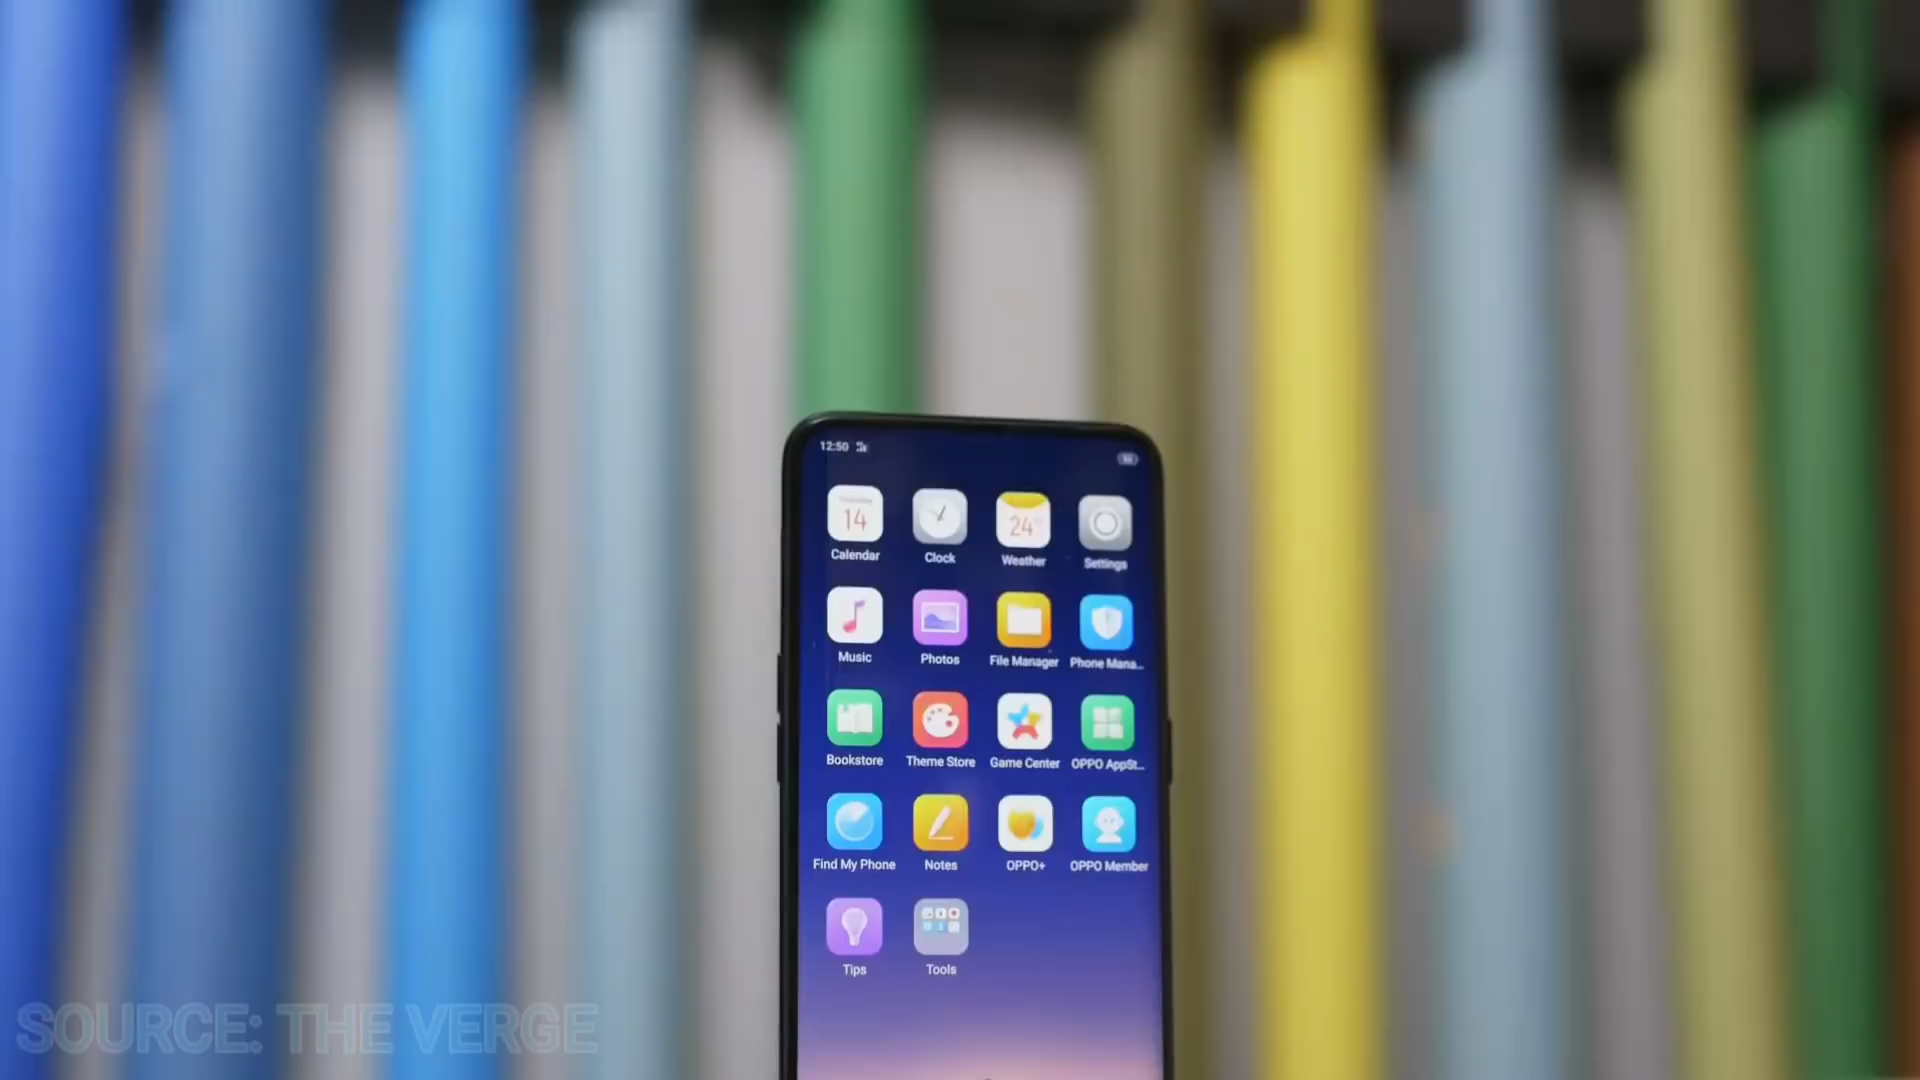 12:50
14
24°
Calendar Clock Weather Settings
Music Photos File Manager Phone Mana...
Bookstore Theme Store Game Center OPPO AppSt...
Find My Phone Notes OPPO+ OPPO Member
Tips Tools
SOURCE: THE VERGE